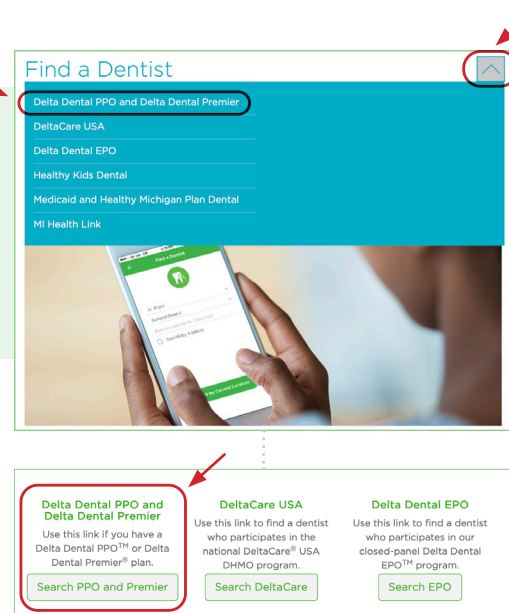 Find a Dentist
Delta Dental PPO and Delta Dental Premier
DeltaCare USA
Delta Dental EPO
Healthy Kids Dental
Medicaid and Healthy Michigan Plan Dental
MI Health Link
Find a Dentist
General Dentist
Search by Address
by Current Location
Delta Dental PPO and
Delta Dental Premier
Use this link if you have a
Delta Dental PPO™ or Delta
Dental Premier® plan.
Search PPO and Premier
DeltaCare USA
Use this link to find a dentist
who participates in the
national DeltaCare® USA
DHMO program.
Search DeltaCare
Delta Dental EPO
Use this link to find a dentist
who participates in our
closed-panel Delta Dental
EPO™ program.
Search EPO